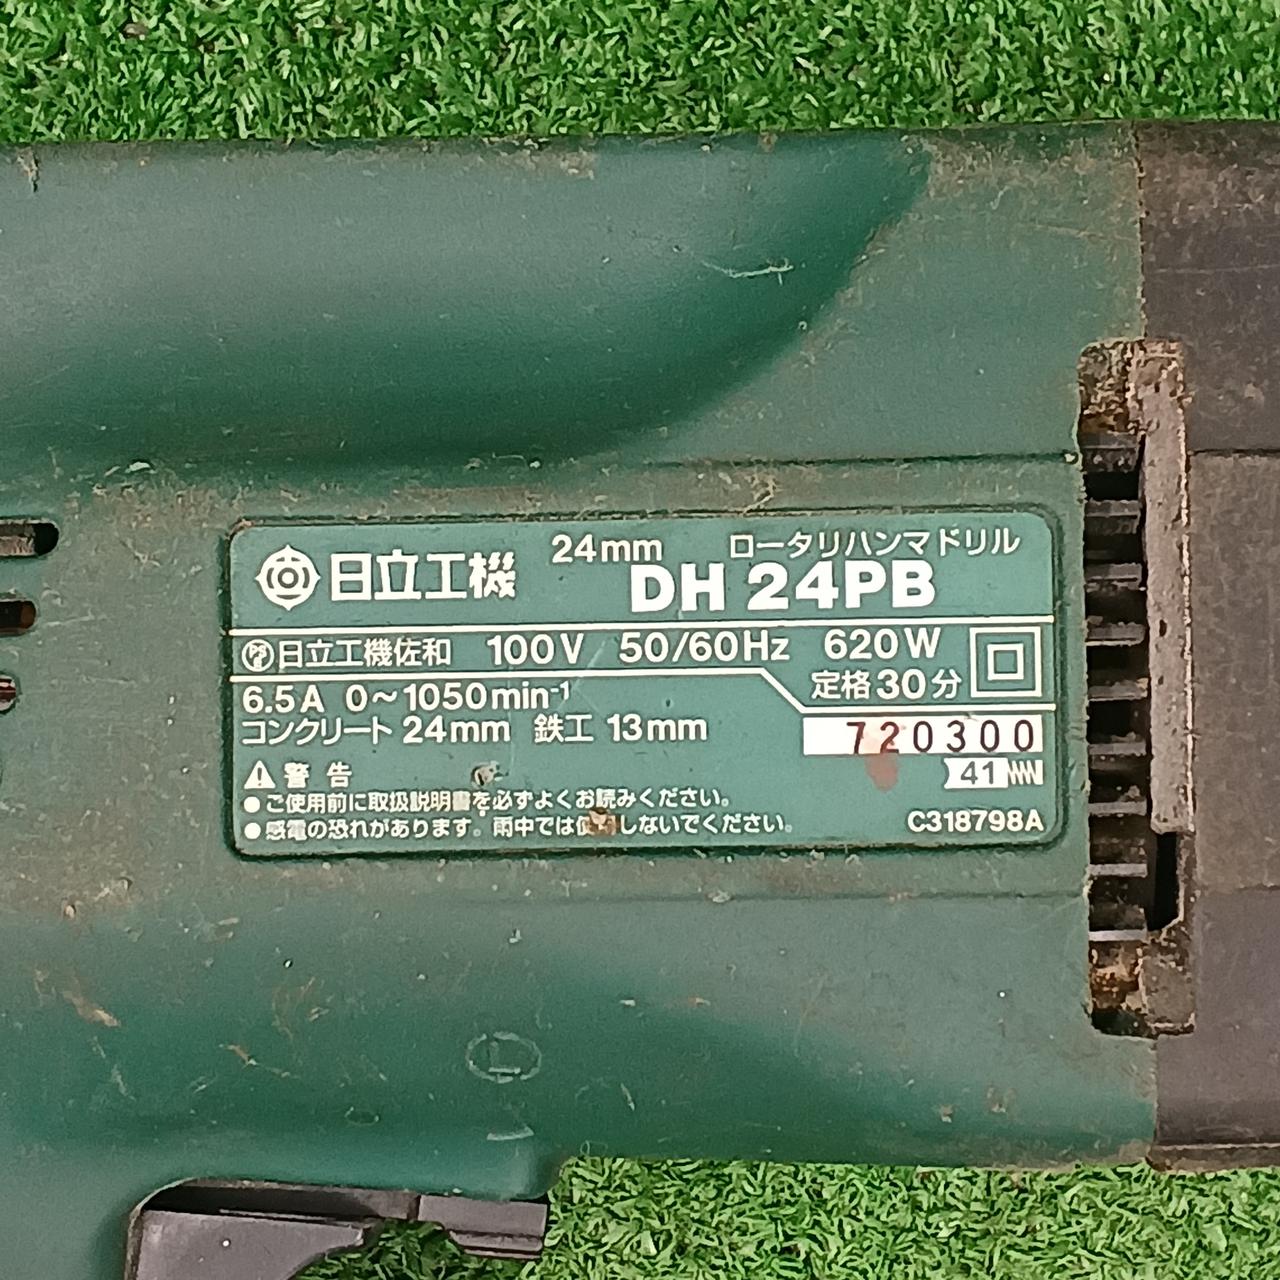 日立工機 24mm ロータリハンマドリル
DH 24PB
PSE 日立工機佐和 100V 50/60Hz 620W
6.5A 0~1050min⁻¹ 定格30分
コンクリート 24mm 鉄工 13mm
720300
⚠警告
41
●ご使用前に取扱説明書を必ずよくお読みください。
●感電の恐れがあります。雨中では使用しないでください。
C318798A
L